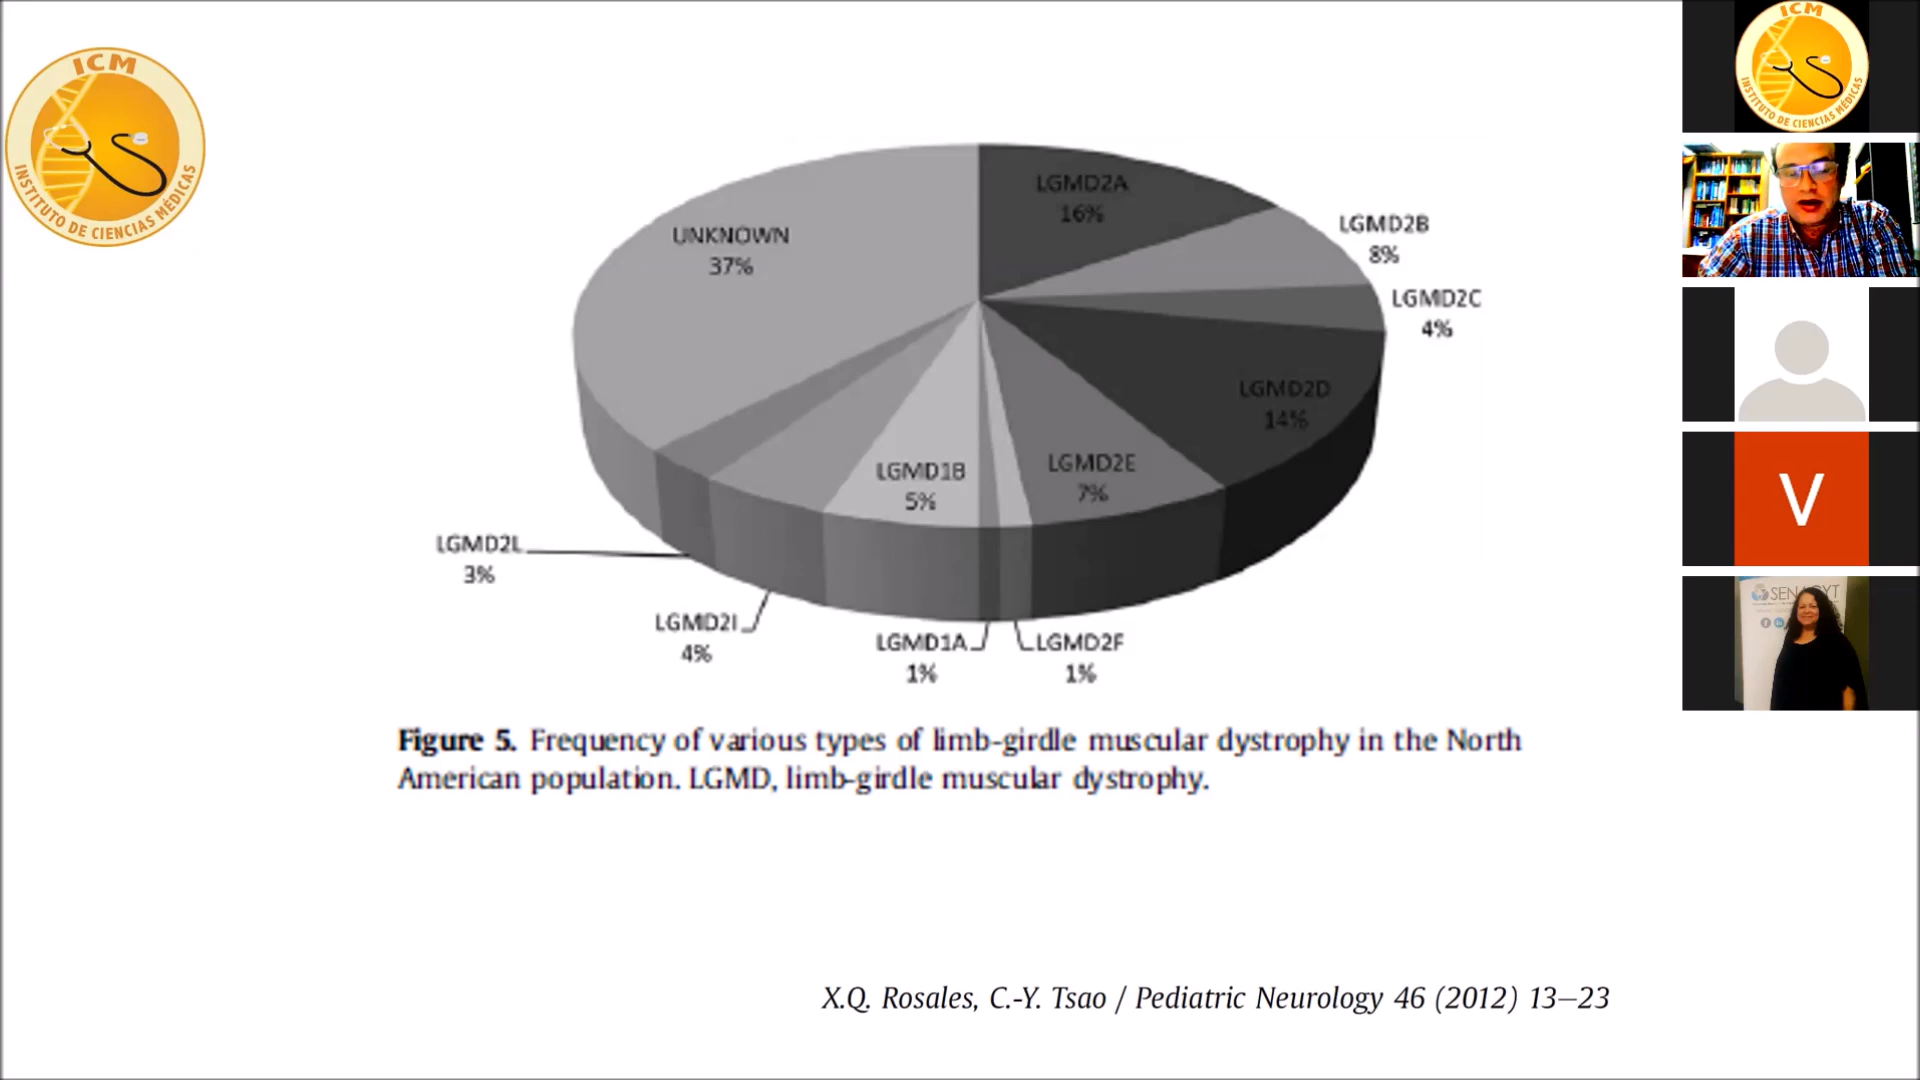 ICM
INSTITUTO DE CIENCIAS MÉDICAS
UNKNOWN
37%
LGMD2A
16%
LGMD2B
8%
LGMD2C
4%
LGMD2D
14%
LGMD2E
7%
LGMD1B
5%
LGMD2L
3%
LGMD2I
4%
LGMD1A
1%
LGMD2F
1%
Figure 5. Frequency of various types of limb-girdle muscular dystrophy in the North
American population. LGMD, limb-girdle muscular dystrophy.
X.Q. Rosales, C.-Y. Tsao / Pediatric Neurology 46 (2012) 13–23
ICM
INSTITUTO DE CIENCIAS MÉDICAS
V